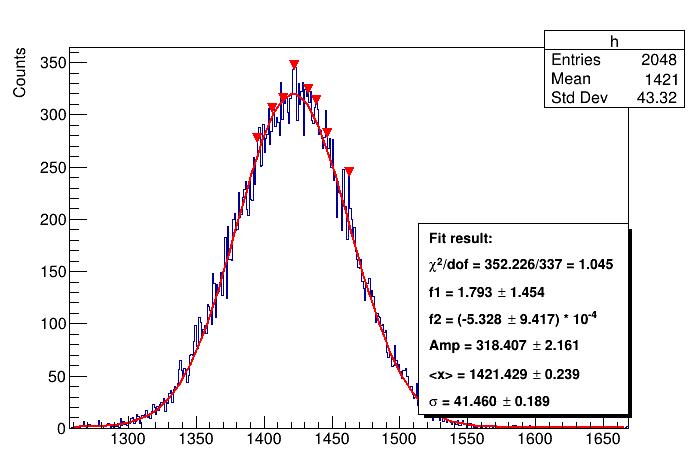 h
Entries 2048
Mean 1421
Std Dev 43.32
Counts
350
300
250
200
150
100
50
0
1300 1350 1400 1450 1500 1550 1600 1650
Fit result:
χ²/dof = 352.226/337 = 1.045
f1 = 1.793 ± 1.454
f2 = (-5.328 ± 9.417) * 10⁻⁴
Amp = 318.407 ± 2.161
<x> = 1421.429 ± 0.239
σ = 41.460 ± 0.189